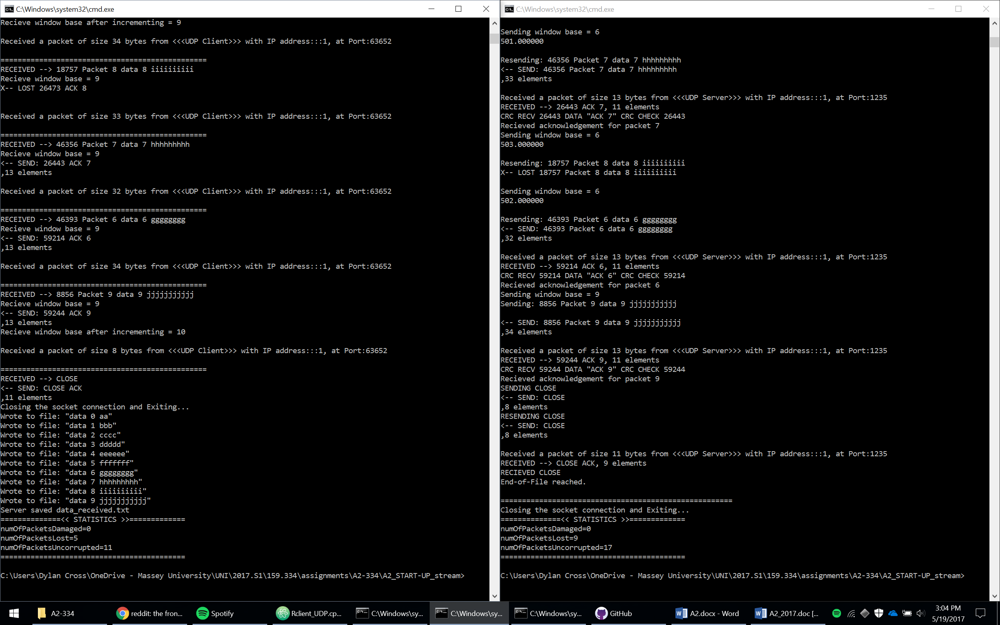 C:\Windows\system32\cmd.exe
Recieve window base after incrementing = 9
Received a packet of size 34 bytes from <<<UDP Client>>> with IP address:::1, at Port:63652
================================================
RECEIVED --> 18757 Packet 8 data 8 iiiiiiiiii
Recieve window base = 9
X-- LOST 26473 ACK 8
Received a packet of size 33 bytes from <<<UDP Client>>> with IP address:::1, at Port:63652
================================================
RECEIVED --> 46356 Packet 7 data 7 hhhhhhhhh
Recieve window base = 9
<-- SEND: 26443 ACK 7
,13 elements
Received a packet of size 32 bytes from <<<UDP Client>>> with IP address:::1, at Port:63652
================================================
RECEIVED --> 46393 Packet 6 data 6 gggggggg
Recieve window base = 9
<-- SEND: 59214 ACK 6
,13 elements
Received a packet of size 34 bytes from <<<UDP Client>>> with IP address:::1, at Port:63652
================================================
RECEIVED --> 8856 Packet 9 data 9 jjjjjjjjjjj
Recieve window base = 9
<-- SEND: 59244 ACK 9
,13 elements
Recieve window base after incrementing = 10
Received a packet of size 8 bytes from <<<UDP Client>>> with IP address:::1, at Port:63652
================================================
RECEIVED --> CLOSE
<-- SEND: CLOSE ACK
,11 elements
Closing the socket connection and Exiting...
Wrote to file: "data 0 aa"
Wrote to file: "data 1 bbb"
Wrote to file: "data 2 cccc"
Wrote to file: "data 3 ddddd"
Wrote to file: "data 4 eeeeee"
Wrote to file: "data 5 fffffff"
Wrote to file: "data 6 gggggggg"
Wrote to file: "data 7 hhhhhhhhh"
Wrote to file: "data 8 iiiiiiiiii"
Wrote to file: "data 9 jjjjjjjjjjj"
Server saved data_received.txt
==============<< STATISTICS >>=============
numOfPacketsDamaged=0
numOfPacketsLost=5
numOfPacketsUncorrupted=11
===========================================
C:\Users\Dylan Cross\OneDrive - Massey University\UNI\2017.S1\159.334\assignments\A2-334\A2_START-UP_stream>
C:\Windows\system32\cmd.exe
Sending window base = 6
501.000000
Resending: 46356 Packet 7 data 7 hhhhhhhhh
<-- SEND: 46356 Packet 7 data 7 hhhhhhhhh
,33 elements
Received a packet of size 13 bytes from <<<UDP Server>>> with IP address:::1, at Port:1235
RECEIVED --> 26443 ACK 7, 11 elements
CRC RECV 26443 DATA "ACK 7" CRC CHECK 26443
Recieved acknowledgement for packet 7
Sending window base = 6
503.000000
Resending: 18757 Packet 8 data 8 iiiiiiiiii
X-- LOST 18757 Packet 8 data 8 iiiiiiiiii
Sending window base = 6
502.000000
Resending: 46393 Packet 6 data 6 gggggggg
<-- SEND: 46393 Packet 6 data 6 gggggggg
,32 elements
Received a packet of size 13 bytes from <<<UDP Server>>> with IP address:::1, at Port:1235
RECEIVED --> 59214 ACK 6, 11 elements
CRC RECV 59214 DATA "ACK 6" CRC CHECK 59214
Recieved acknowledgement for packet 6
Sending window base = 9
Sending: 8856 Packet 9 data 9 jjjjjjjjjjj
<-- SEND: 8856 Packet 9 data 9 jjjjjjjjjjj
,34 elements
Received a packet of size 13 bytes from <<<UDP Server>>> with IP address:::1, at Port:1235
RECEIVED --> 59244 ACK 9, 11 elements
CRC RECV 59244 DATA "ACK 9" CRC CHECK 59244
Recieved acknowledgement for packet 9
SENDING CLOSE
<-- SEND: CLOSE
,8 elements
RESENDING CLOSE
<-- SEND: CLOSE
,8 elements
Received a packet of size 11 bytes from <<<UDP Server>>> with IP address:::1, at Port:1235
RECEIVED --> CLOSE ACK, 9 elements
RECIEVED CLOSE
End-of-File reached.
======================================================
Closing the socket connection and Exiting...
==============<< STATISTICS >>=============
numOfPacketsDamaged=0
numOfPacketsLost=9
numOfPacketsUncorrupted=17
===========================================
C:\Users\Dylan Cross\OneDrive - Massey University\UNI\2017.S1\159.334\assignments\A2-334\A2_START-UP_stream>
A2-334
reddit: the fron...
Spotify
Rclient_UDP.cp...
C:\Windows\sy...
C:\Windows\sy...
C:\Windows\sy...
GitHub
A2.docx - Word
A2_2017.doc [...
3:04 PM
5/19/2017